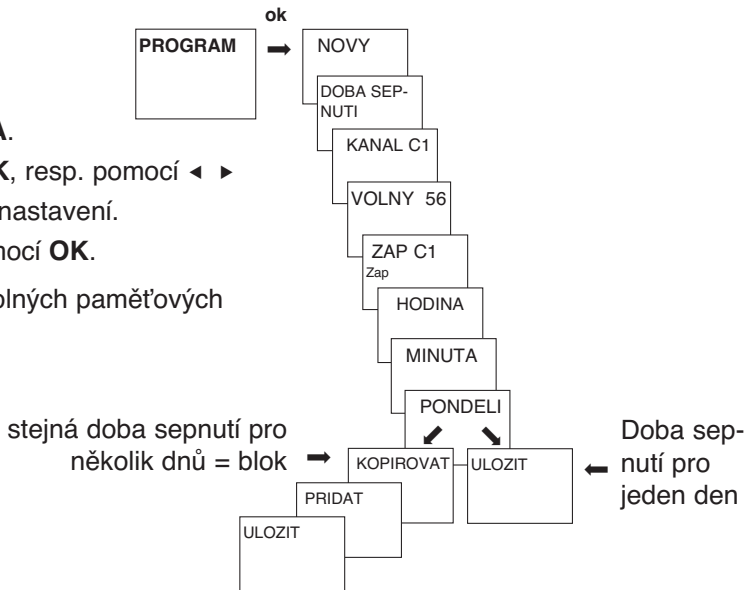 ok
PROGRAM
NOVY
DOBA SEP-
NUTI
A.
KANAL C1
K, resp. pomocí ◂ ▸
VOLNY 56
nastavení.
ZAP C1
Zap
mocí OK.
HODINA
olných paměťových
MINUTA
PONDELI
stejná doba sepnutí pro
několik dnů = blok
KOPIROVAT
ULOZIT
Doba sep-
nutí pro
jeden den
PRIDAT
ULOZIT